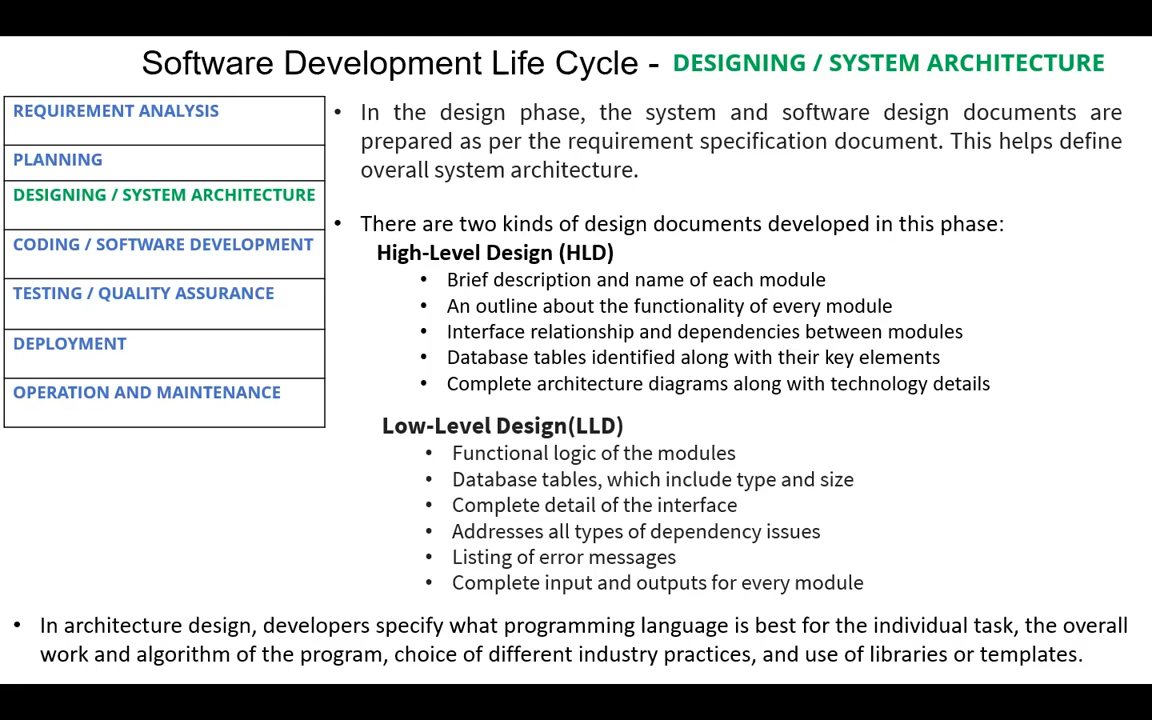 Software Development Life Cycle - DESIGNING / SYSTEM ARCHITECTURE
REQUIREMENT ANALYSIS
PLANNING
DESIGNING / SYSTEM ARCHITECTURE
CODING / SOFTWARE DEVELOPMENT
TESTING / QUALITY ASSURANCE
DEPLOYMENT
OPERATION AND MAINTENANCE
• In the design phase, the system and software design documents are
prepared as per the requirement specification document. This helps define
overall system architecture.
• There are two kinds of design documents developed in this phase:
High-Level Design (HLD)
• Brief description and name of each module
• An outline about the functionality of every module
• Interface relationship and dependencies between modules
• Database tables identified along with their key elements
• Complete architecture diagrams along with technology details
Low-Level Design(LLD)
• Functional logic of the modules
• Database tables, which include type and size
• Complete detail of the interface
• Addresses all types of dependency issues
• Listing of error messages
• Complete input and outputs for every module
• In architecture design, developers specify what programming language is best for the individual task, the overall
work and algorithm of the program, choice of different industry practices, and use of libraries or templates.